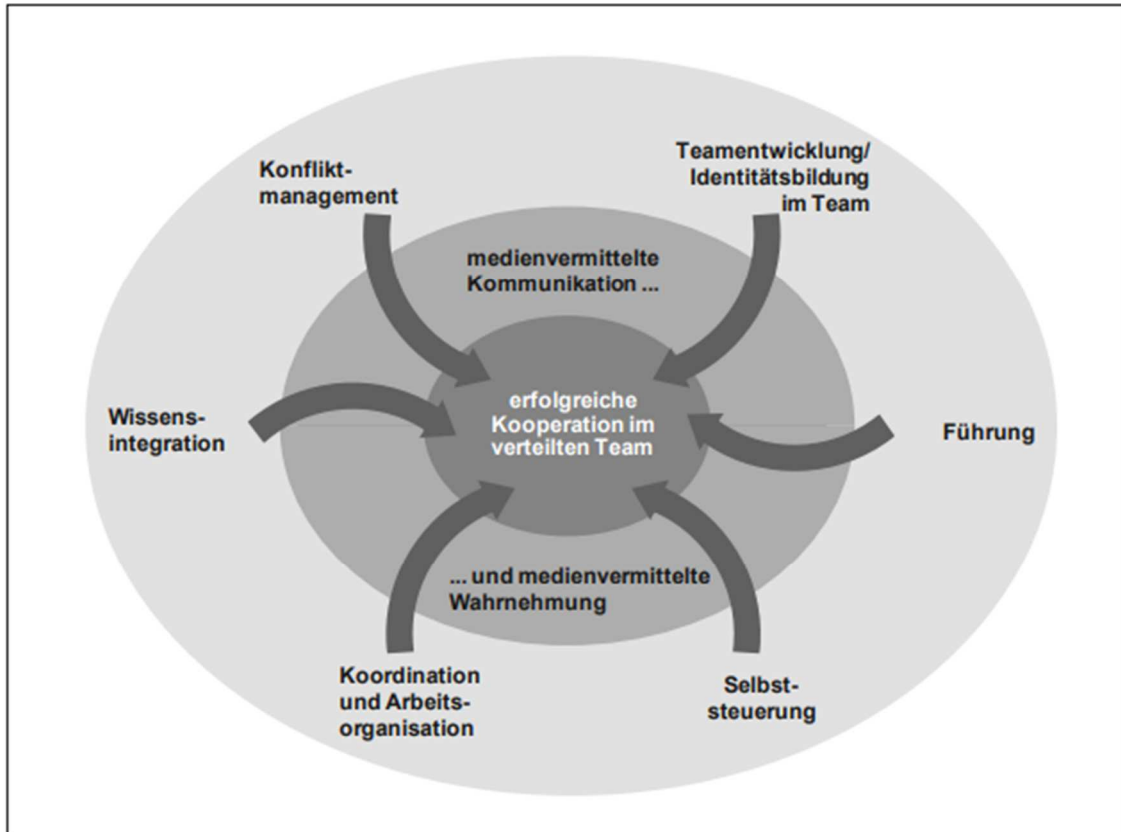 Konflikt-
management
Teamentwicklung/
Identitätsbildung
im Team
medienvermittelte
Kommunikation ...
erfolgreiche
Kooperation im
verteilten Team
Wissens-
integration
Führung
... und medienvermittelte
Wahrnehmung
Koordination
und Arbeits-
organisation
Selbst-
steuerung